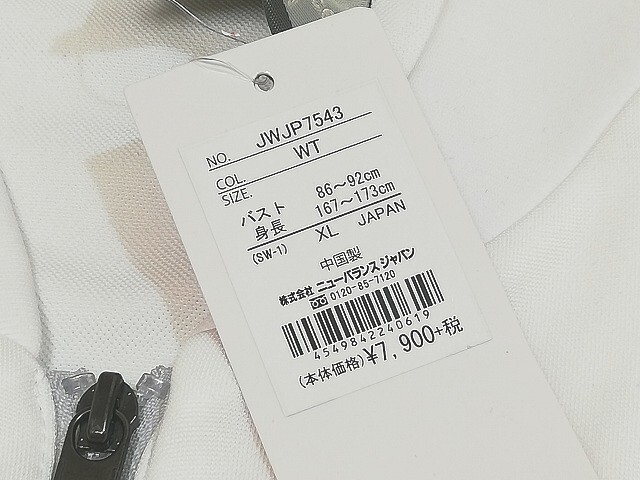 NO. JWJP7543
COL. WT
SIZE.
バスト 86～92cm
身長 167～173cm
(SW-1) XL JAPAN
中国製
株式会社 ニューバランス ジャパン
0120-85-7120
4549842240619
(本体価格) ¥7,900+税